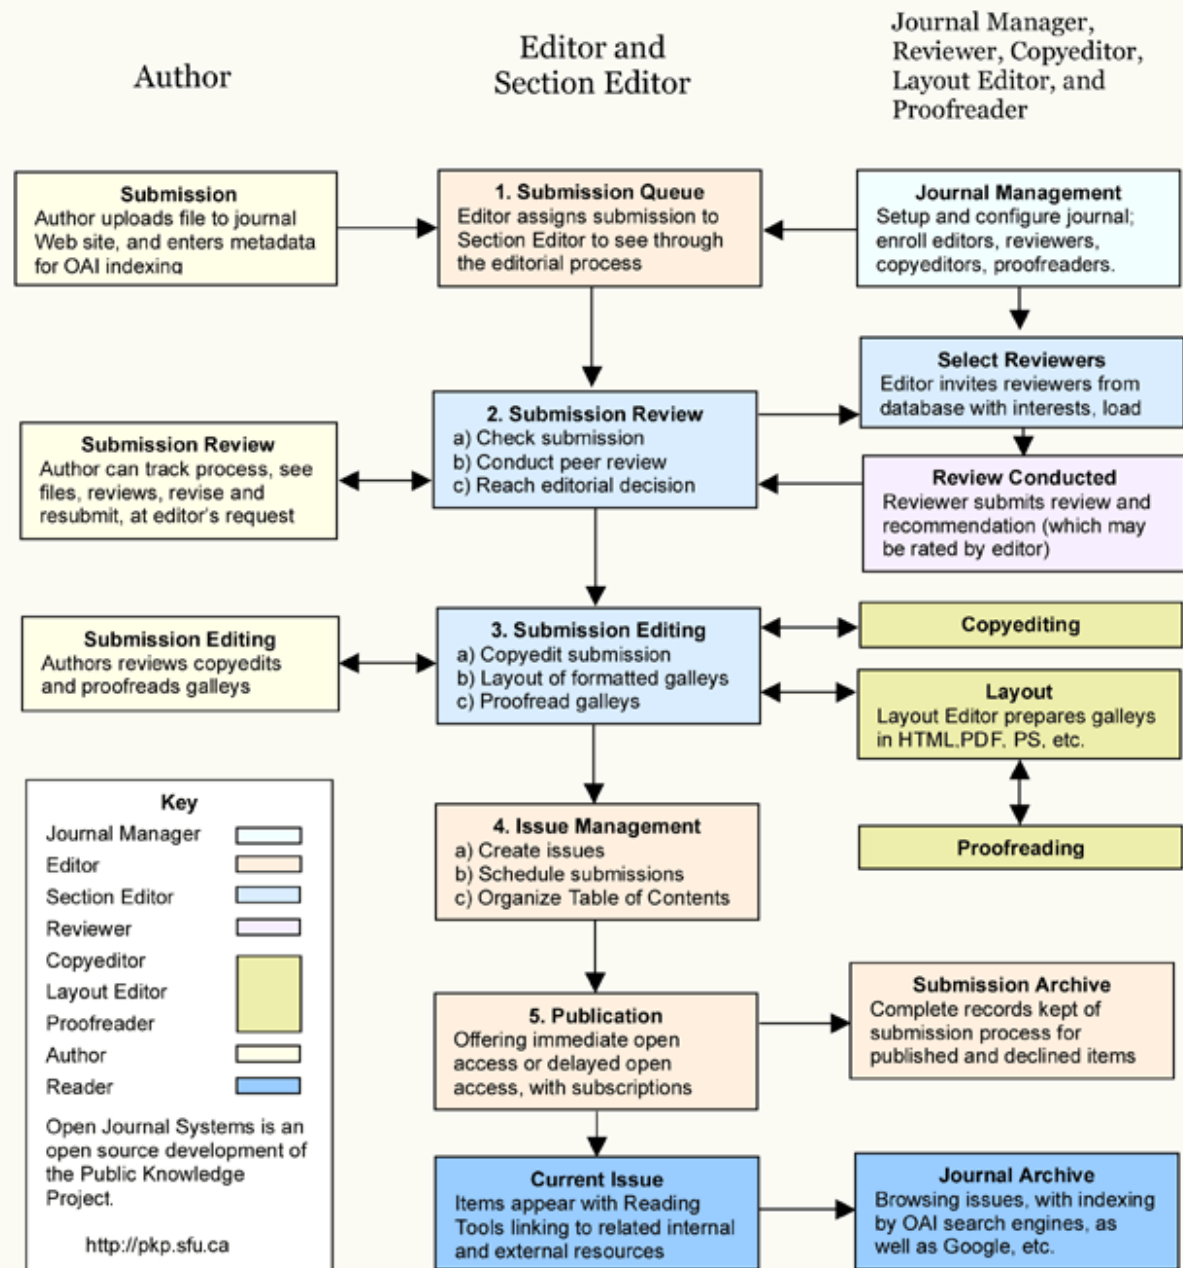 Author
Editor and
Section Editor
Journal Manager,
Reviewer, Copyeditor,
Layout Editor, and
Proofreader
Submission
Author uploads file to journal
Web site, and enters metadata
for OAI indexing
1. Submission Queue
Editor assigns submission to
Section Editor to see through
the editorial process
Journal Management
Setup and configure journal;
enroll editors, reviewers,
copyeditors, proofreaders.
Select Reviewers
Editor invites reviewers from
database with interests, load
2. Submission Review
a) Check submission
b) Conduct peer review
c) Reach editorial decision
Submission Review
Author can track process, see
files, reviews, revise and
resubmit, at editor's request
Review Conducted
Reviewer submits review and
recommendation (which may
be rated by editor)
Submission Editing
Authors reviews copyedits
and proofreads galleys
3. Submission Editing
a) Copyedit submission
b) Layout of formatted galleys
c) Proofread galleys
Copyediting
Layout
Layout Editor prepares galleys
in HTML.PDF, PS, etc.
Proofreading
4. Issue Management
a) Create issues
b) Schedule submissions
c) Organize Table of Contents
5. Publication
Offering immediate open
access or delayed open
access, with subscriptions
Submission Archive
Complete records kept of
submission process for
published and declined items
Current Issue
Items appear with Reading
Tools linking to related internal
and external resources
Journal Archive
Browsing issues, with indexing
by OAI search engines, as
well as Google, etc.
Key
Journal Manager
Editor
Section Editor
Reviewer
Copyeditor
Layout Editor
Proofreader
Author
Reader
Open Journal Systems is an
open source development of
the Public Knowledge
Project.
http://pkp.sfu.ca